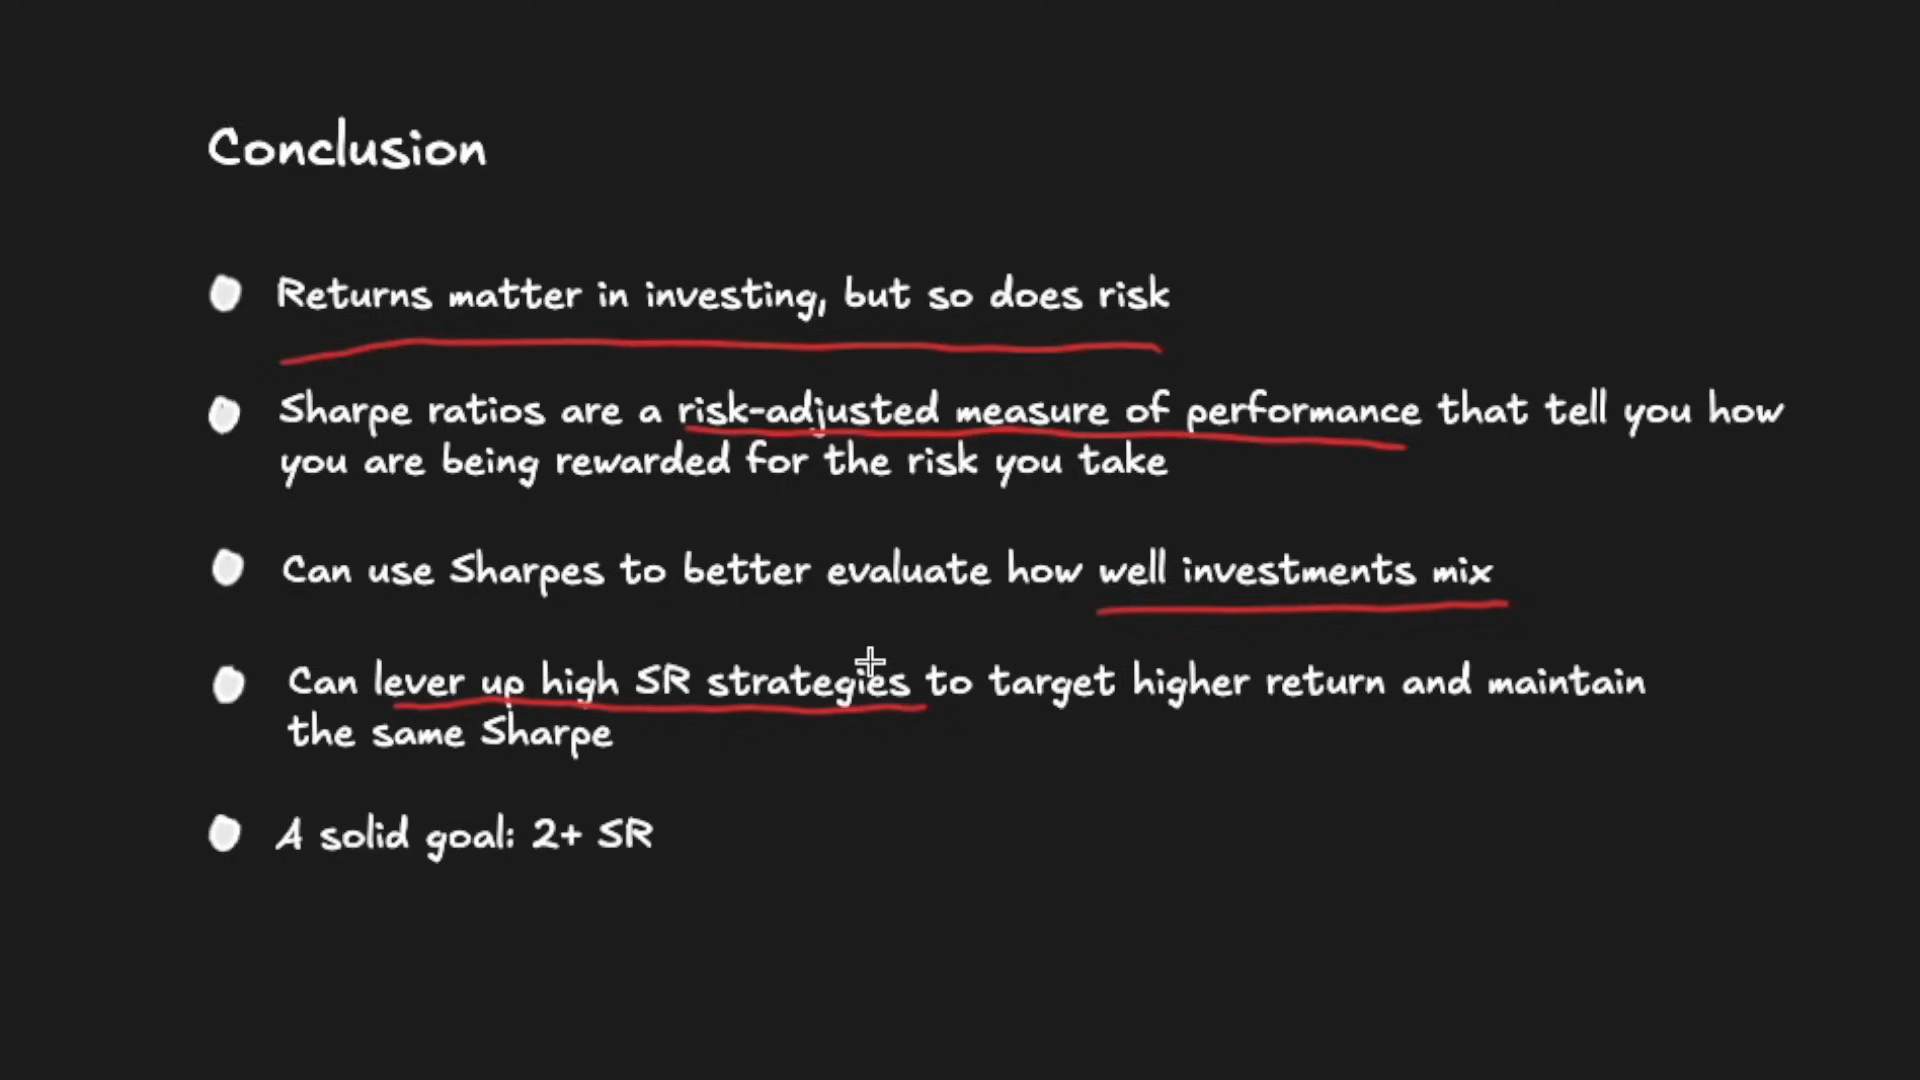 Conclusion
Returns matter in investing, but so does risk
Sharpe ratios are a risk-adjusted measure of performance that tell you how
you are being rewarded for the risk you take
Can use Sharpes to better evaluate how well investments mix
Can lever up high SR strategies to target higher return and maintain
the same Sharpe
A solid goal: 2+ SR